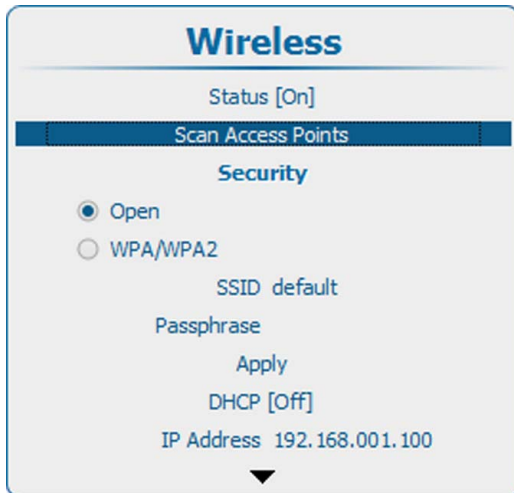 Wireless
Status [On]
Scan Access Points
Security
Open
WPA/WPA2
SSID default
Passphrase
Apply
DHCP [Off]
IP Address 192.168.001.100